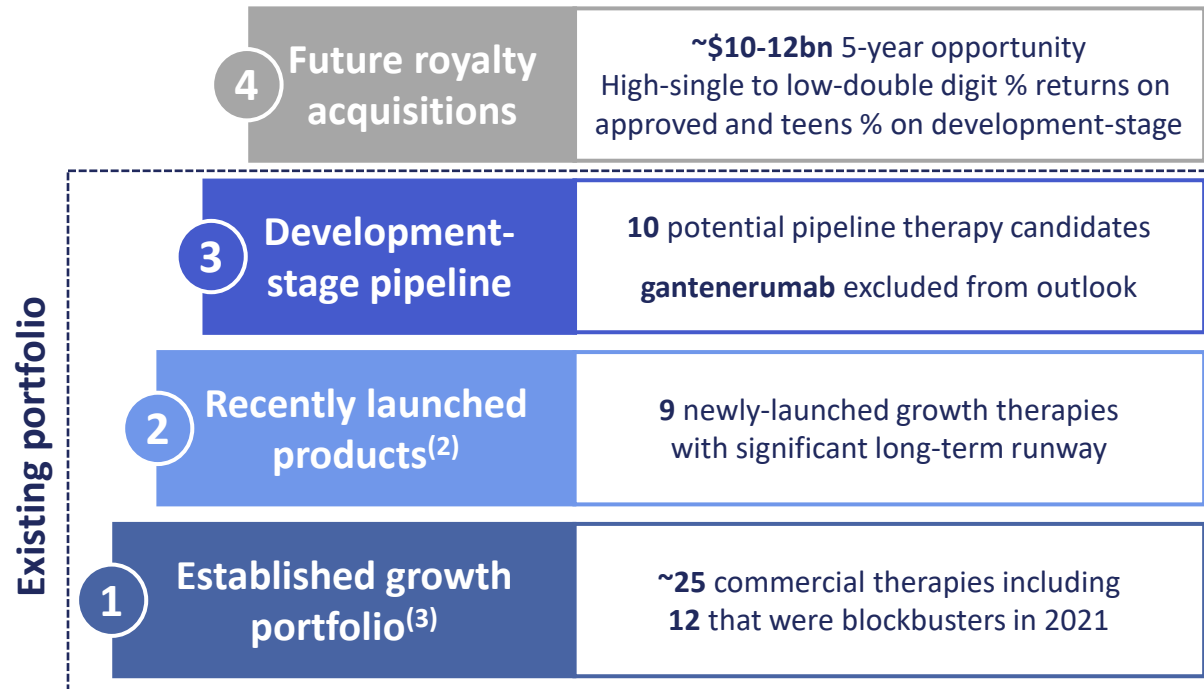 4
Future royalty
acquisitions
~$10-12bn 5-year opportunity
High-single to low-double digit % returns on
approved and teens % on development-stage
Existing portfolio
3
Development-
stage pipeline
10 potential pipeline therapy candidates
gantenerumab excluded from outlook
2
Recently launched
products(2)
9 newly-launched growth therapies
with significant long-term runway
1
Established growth
portfolio(3)
~25 commercial therapies including
12 that were blockbusters in 2021